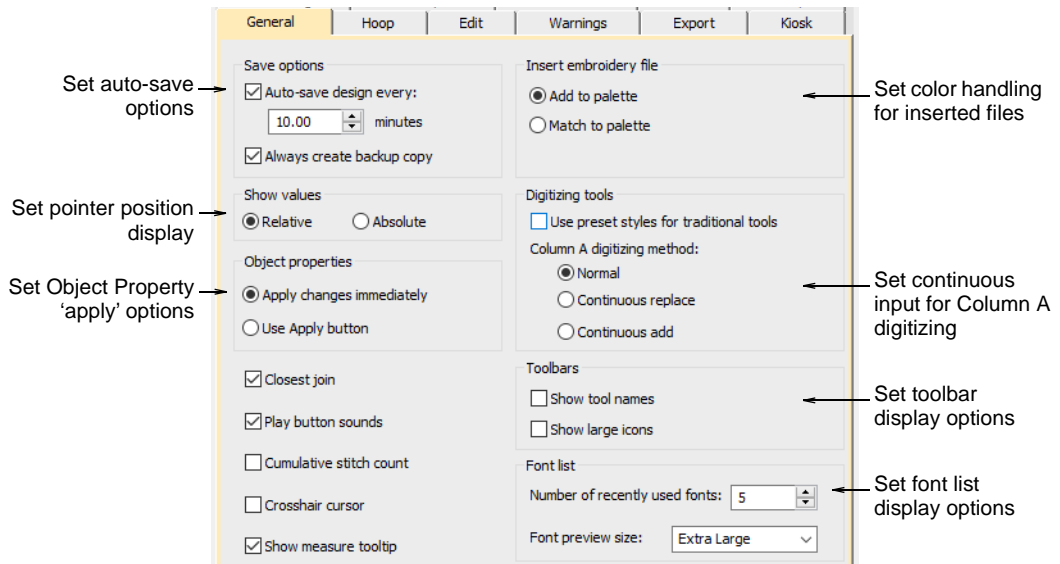 General Hoop Edit Warnings Export Kiosk
Set auto-save
options
Save options
Auto-save design every:
10.00 minutes
Always create backup copy
Insert embroidery file
Add to palette
Match to palette
Set color handling
for inserted files
Set pointer position
display
Show values
Relative Absolute
Set Object Property
‘apply’ options
Object properties
Apply changes immediately
Use Apply button
Digitizing tools
Use preset styles for traditional tools
Column A digitizing method:
Normal
Continuous replace
Continuous add
Set continuous
input for Column A
digitizing
Closest join
Play button sounds
Cumulative stitch count
Crosshair cursor
Show measure tooltip
Toolbars
Show tool names
Show large icons
Set toolbar
display options
Font list
Number of recently used fonts: 5
Font preview size: Extra Large
Set font list
display options